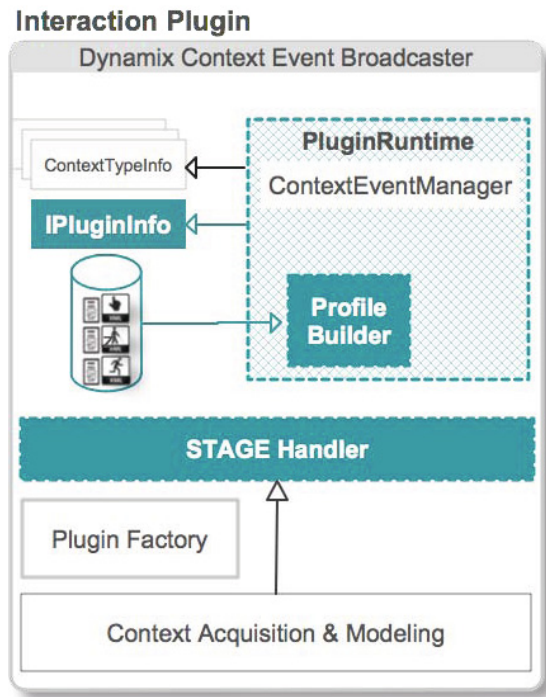 Interaction Plugin
Dynamix Context Event Broadcaster
PluginRuntime
ContextTypeInfo
ContextEventManager
IPluginInfo
Profile
Builder
STAGE Handler
Plugin Factory
Context Acquisition & Modeling